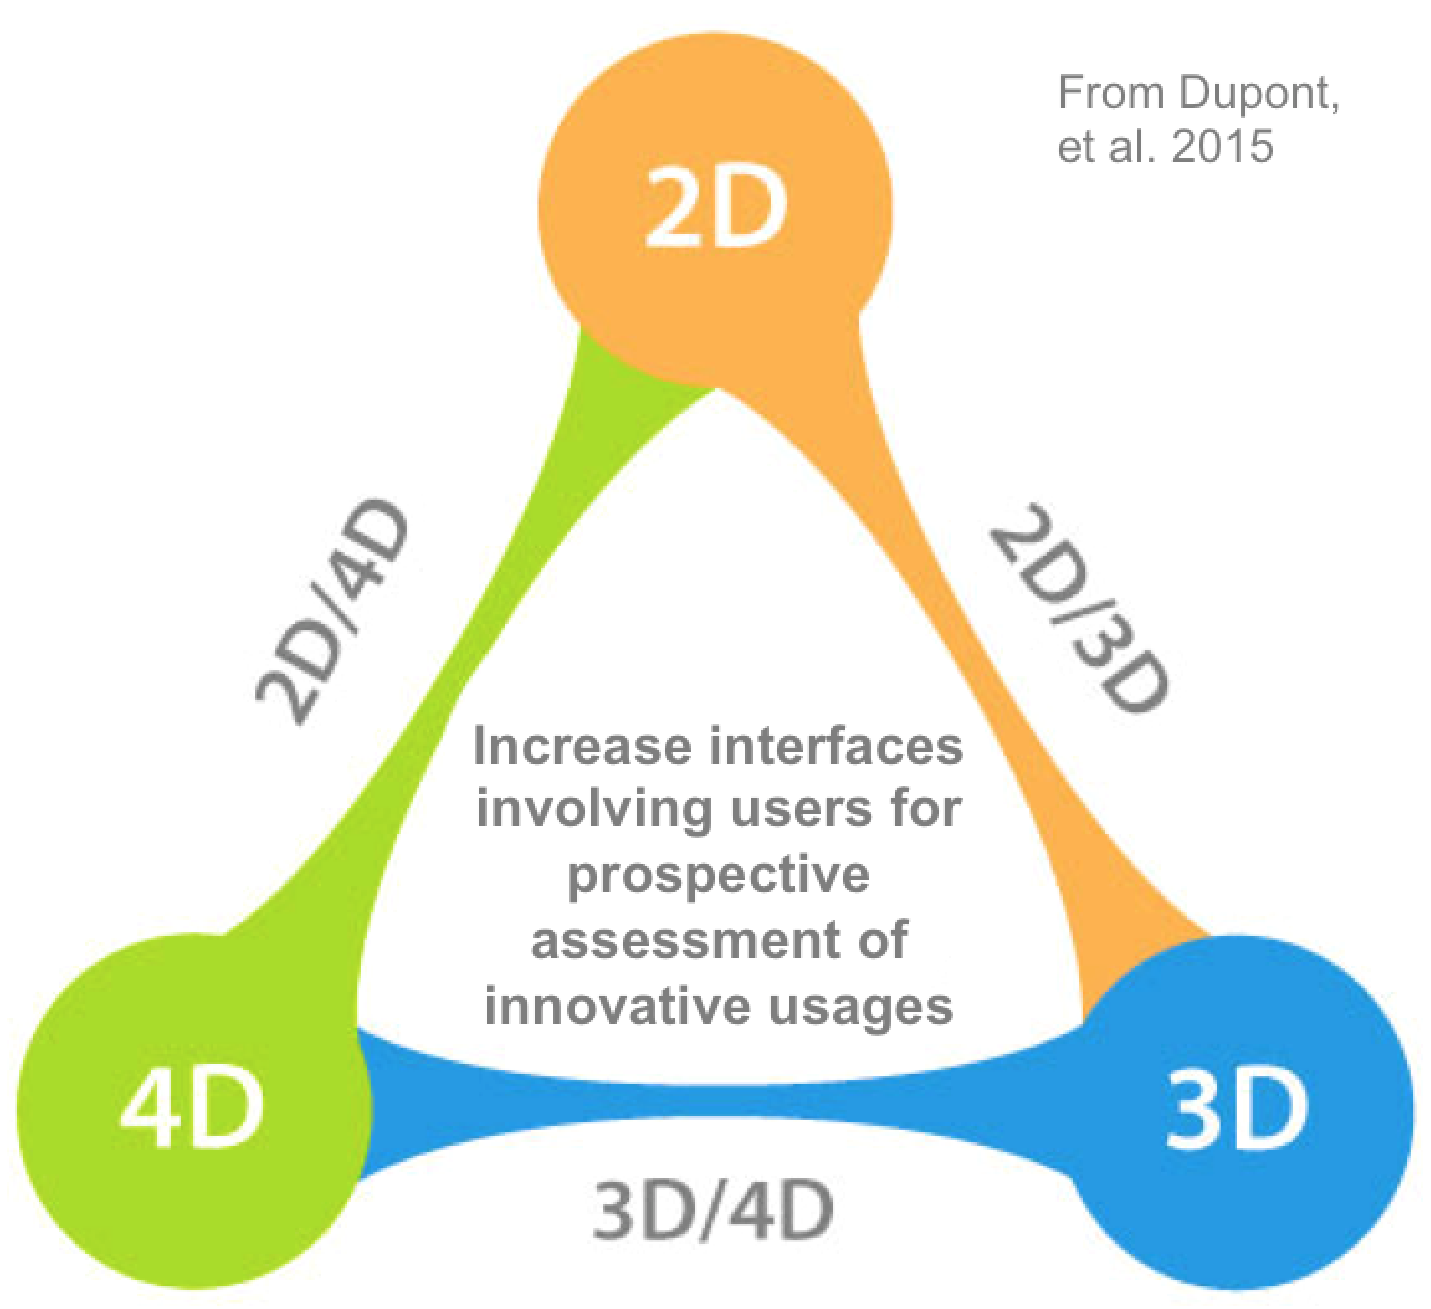 From Dupont,
et al. 2015
2D
2D/4D
2D/3D
Increase interfaces
involving users for
prospective
assessment of
innovative usages
4D
3D
3D/4D